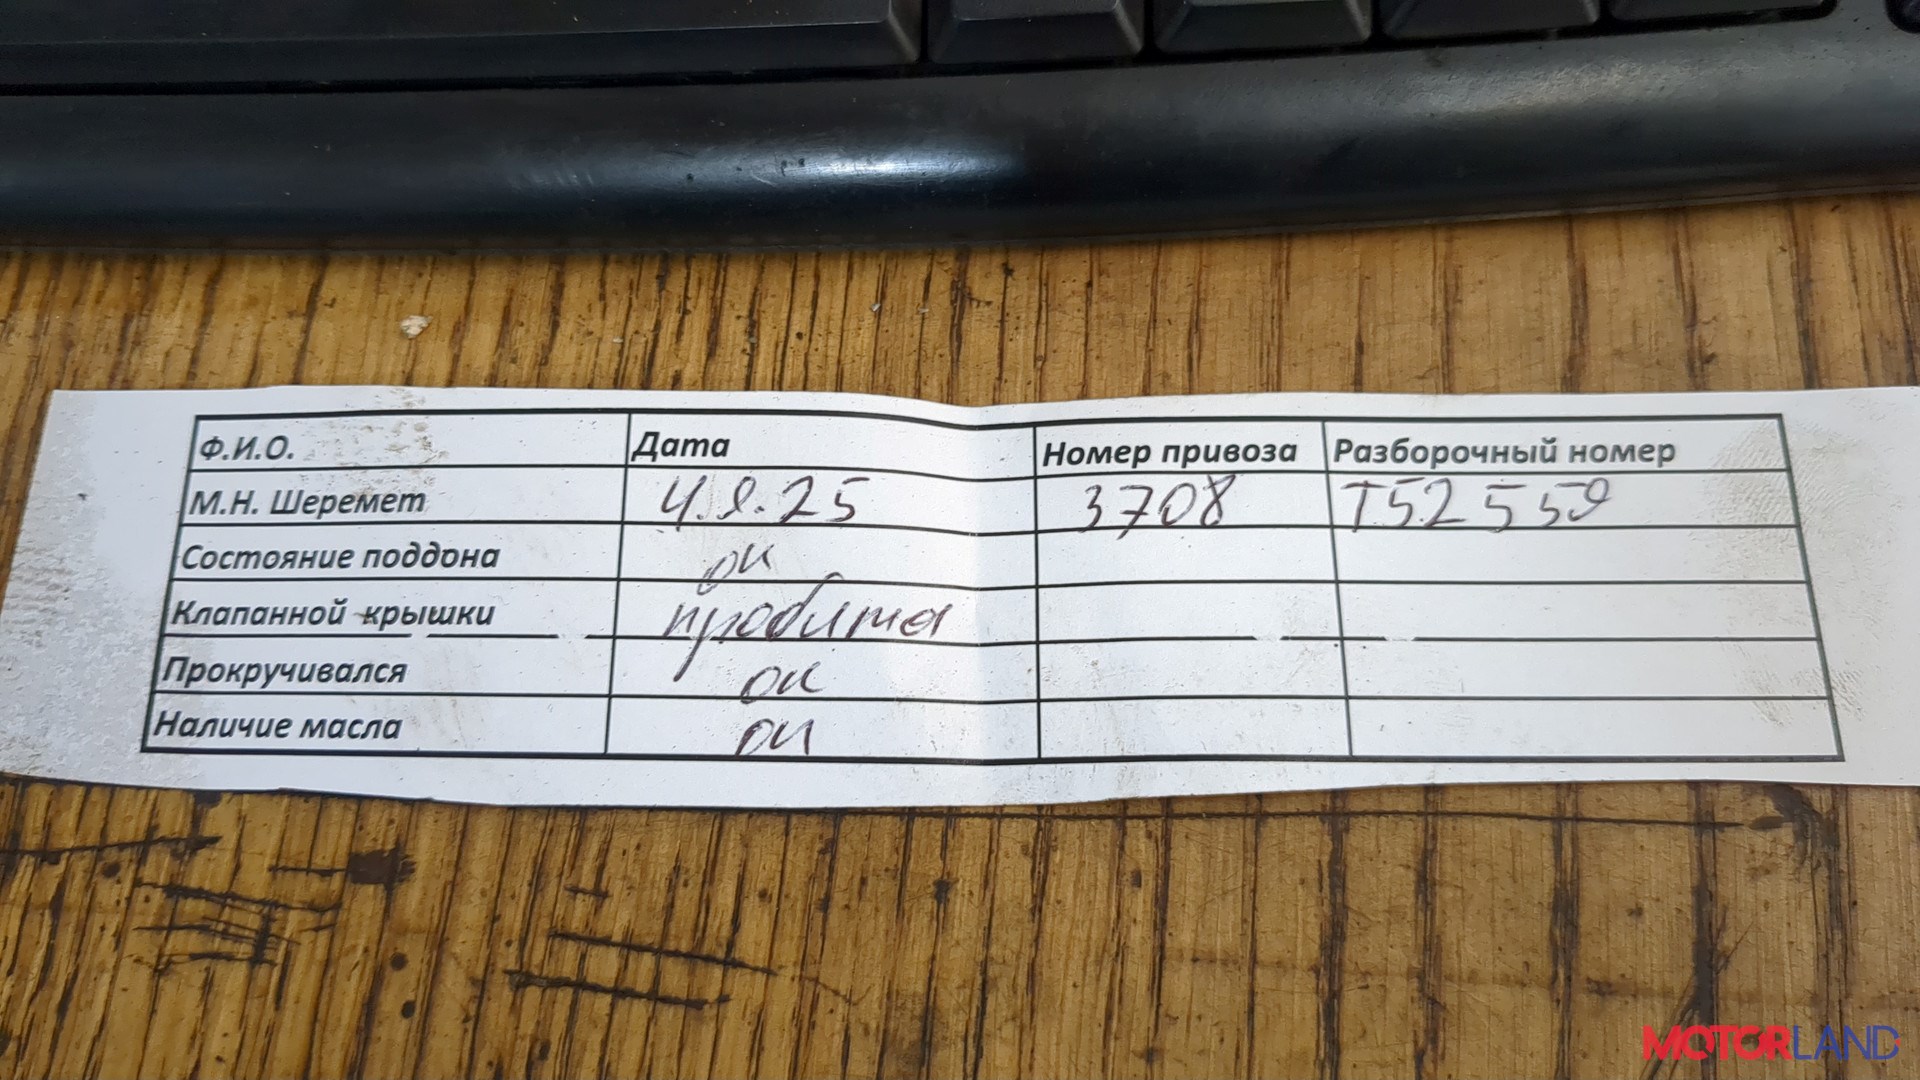 Ф.И.О. Дата Номер привоза Разборочный номер
М.Н. Шеремет 4.9.25 3708 T52559
Состояние поддона ок
Клапанной крышки пробита
Прокручивался ок
Наличие масла ок
MOTORLAND